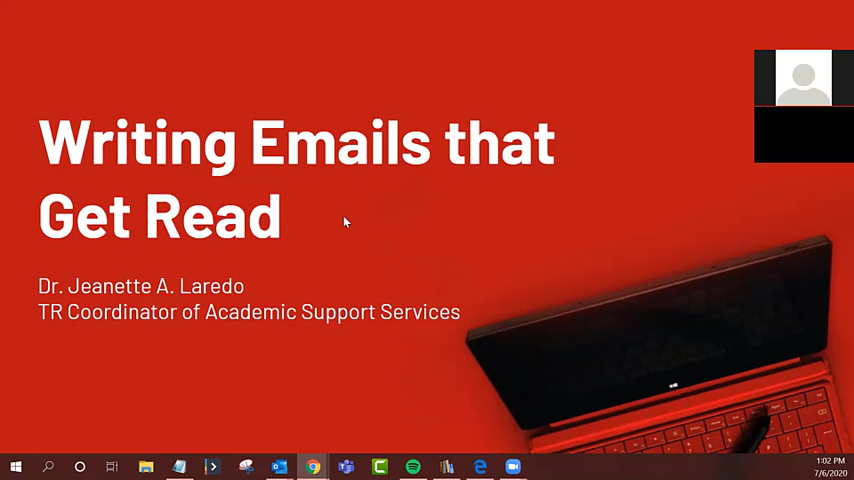 Writing Emails that
Get Read
Dr. Jeanette A. Laredo
TR Coordinator of Academic Support Services
1:02 PM
7/6/2020